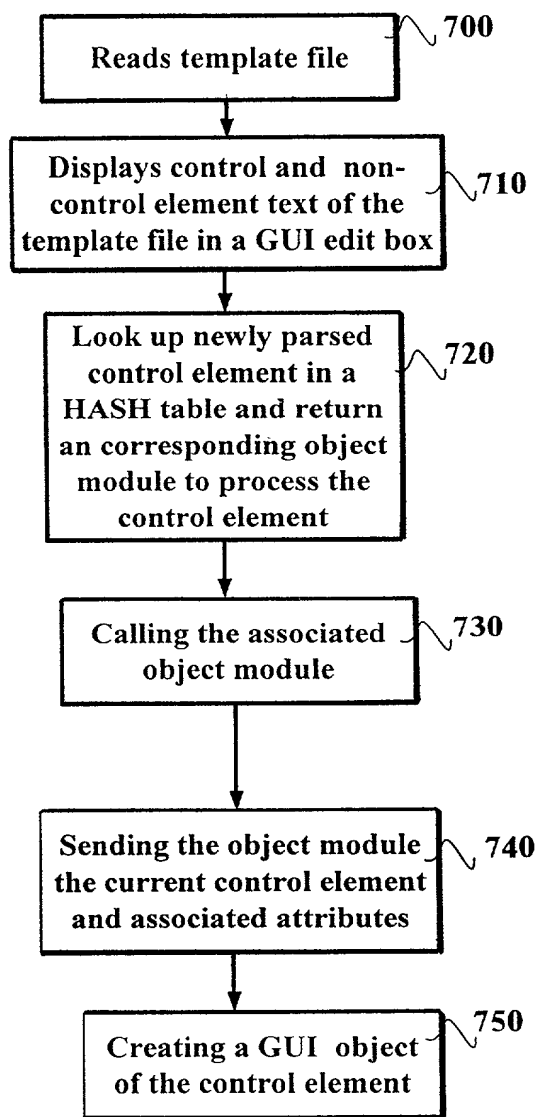 700
Reads template file
Displays control and non-
control element text of the
template file in a GUI edit box
710
Look up newly parsed
control element in a
HASH table and return
an corresponding object
module to process the
control element
720
Calling the associated
object module
730
Sending the object module
the current control element
and associated attributes
740
Creating a GUI object
of the control element
750